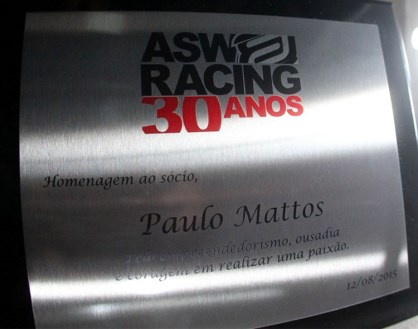 ASW
RACING
30 ANOS
Homenagem ao sócio,
Paulo Mattos
empreendedorismo, ousadia
e coragem em realizar uma paixão.
12/08/2015